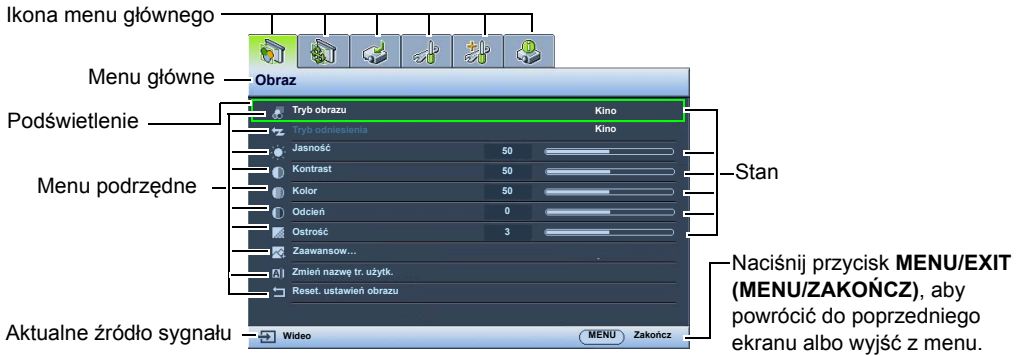 Ikona menu głównego
Menu główne
Obraz
Podświetlenie
Tryb obrazu Kino
Tryb odniesienia Kino
Jasność 50
Kontrast 50
Stan
Menu podrzędne
Kolor 50
Odcień 0
Ostrość 3
Zaawansow...
Zmień nazwę tr. użytk.
Reset. ustawień obrazu
Naciśnij przycisk MENU/EXIT
(MENU/ZAKOŃCZ), aby
powrócić do poprzedniego
ekranu albo wyjść z menu.
Aktualne źródło sygnału
Wideo
MENU Zakończ